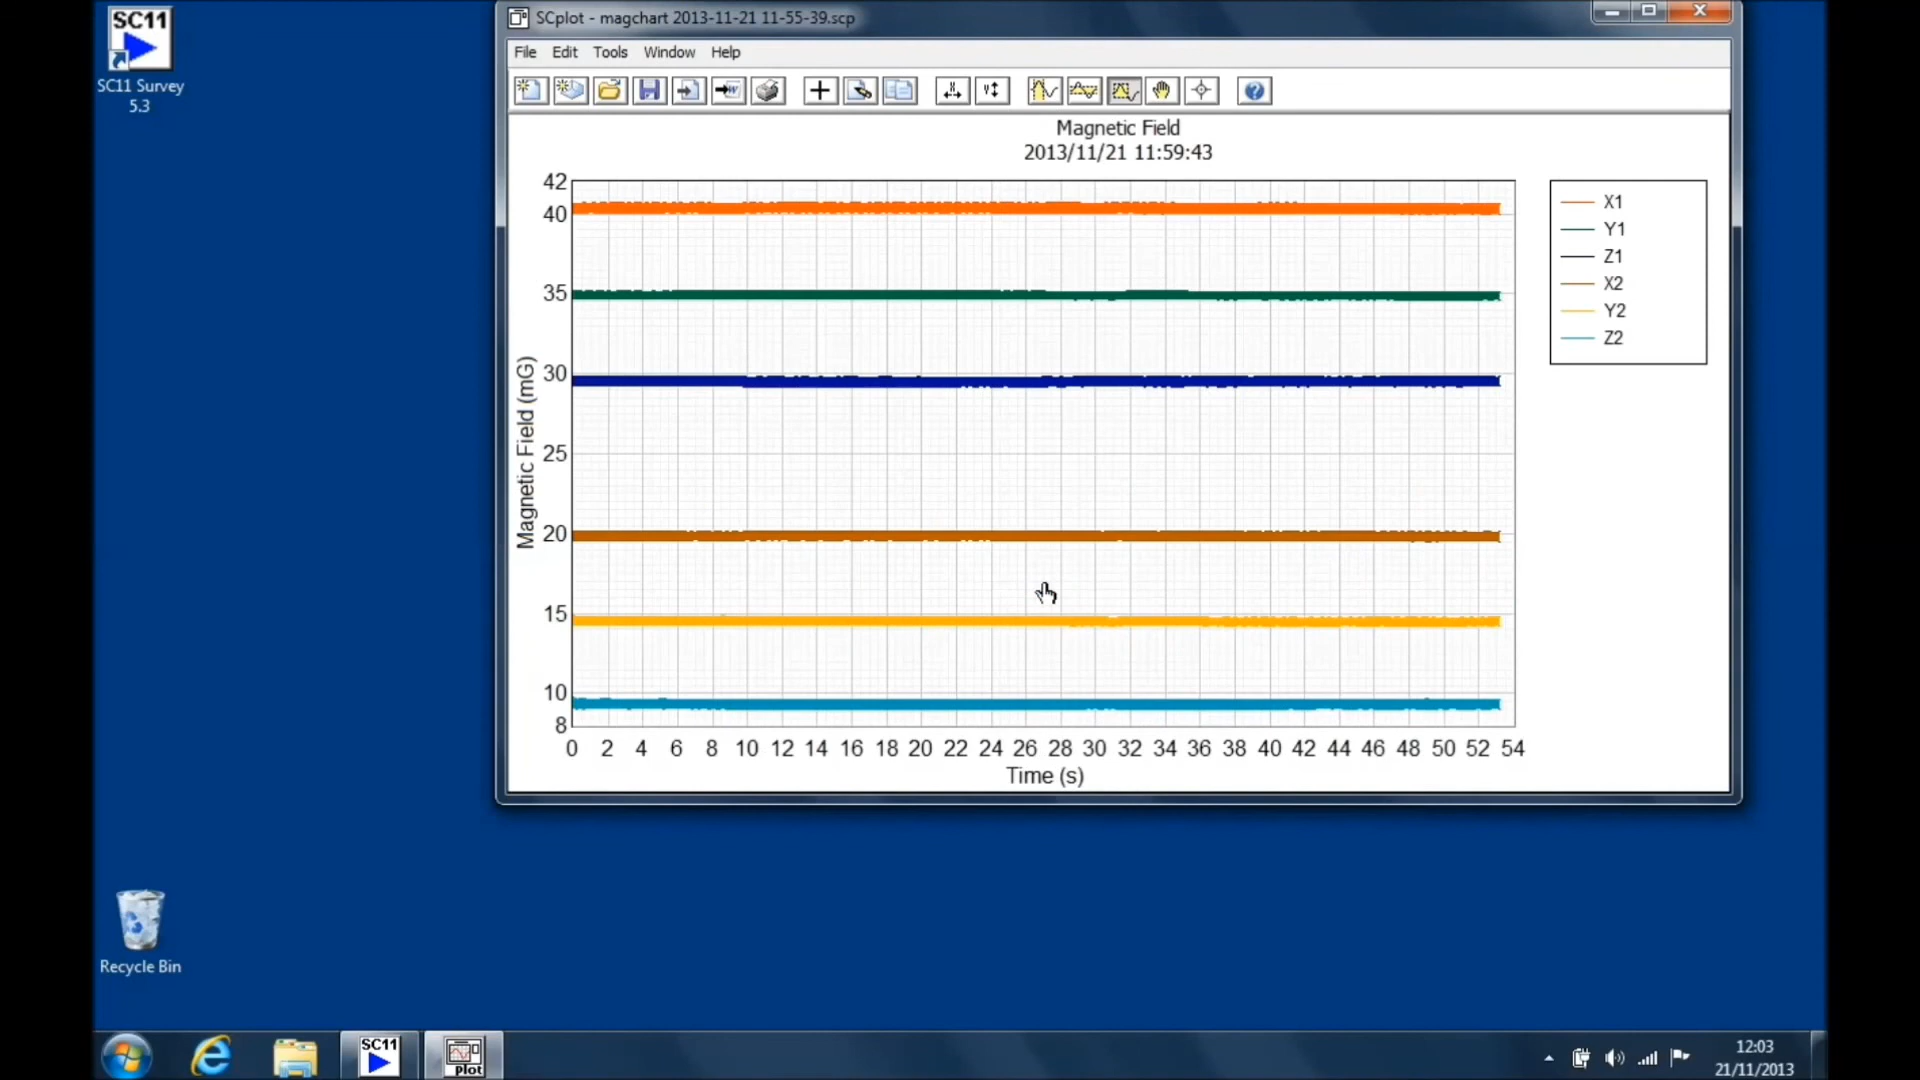 SC11
SC11 Survey
5.3
SCplot - magchart 2013-11-21 11-55-39.scp
File Edit Tools Window Help
Magnetic Field
2013/11/21 11:59:43
42
40
35
30
25
20
15
10
8
Magnetic Field (mG)
0 2 4 6 8 10 12 14 16 18 20 22 24 26 28 30 32 34 36 38 40 42 44 46 48 50 52 54
Time (s)
X1
Y1
Z1
X2
Y2
Z2
Recycle Bin
SC11
plot
12:03
21/11/2013